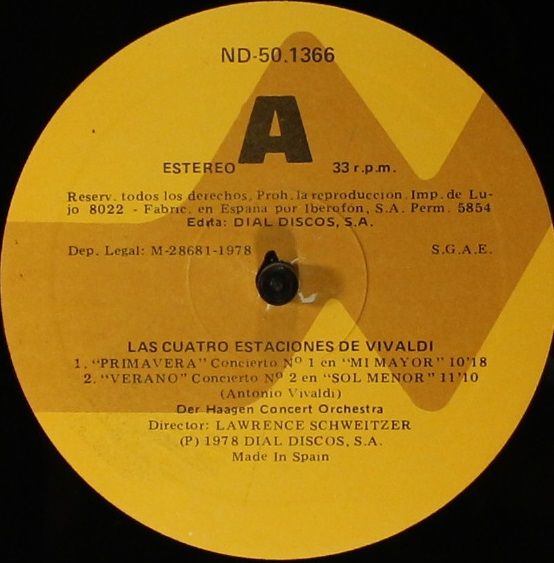 ND-50.1366
A
ESTEREO 33 r.p.m.
Reserv. todos los derechos, Proh. la reproduccion. Imp. de Lu-
jo 8022 - Fabric. en España por Iberofón, S.A. Perm. 5854
Edita: DIAL DISCOS, S.A.
Dep. Legal: M-28681-1978 S.G.A.E.
LAS CUATRO ESTACIONES DE VIVALDI
1. "PRIMAVERA" Concierto Nº 1 en "MI MAYOR" 10'18
2. "VERANO" Concierto Nº 2 en "SOL MENOR" 11'10
(Antonio Vivaldi)
Der Haagen Concert Orchestra
Director: LAWRENCE SCHWEITZER
(P) 1978 DIAL DISCOS, S.A.
Made In Spain